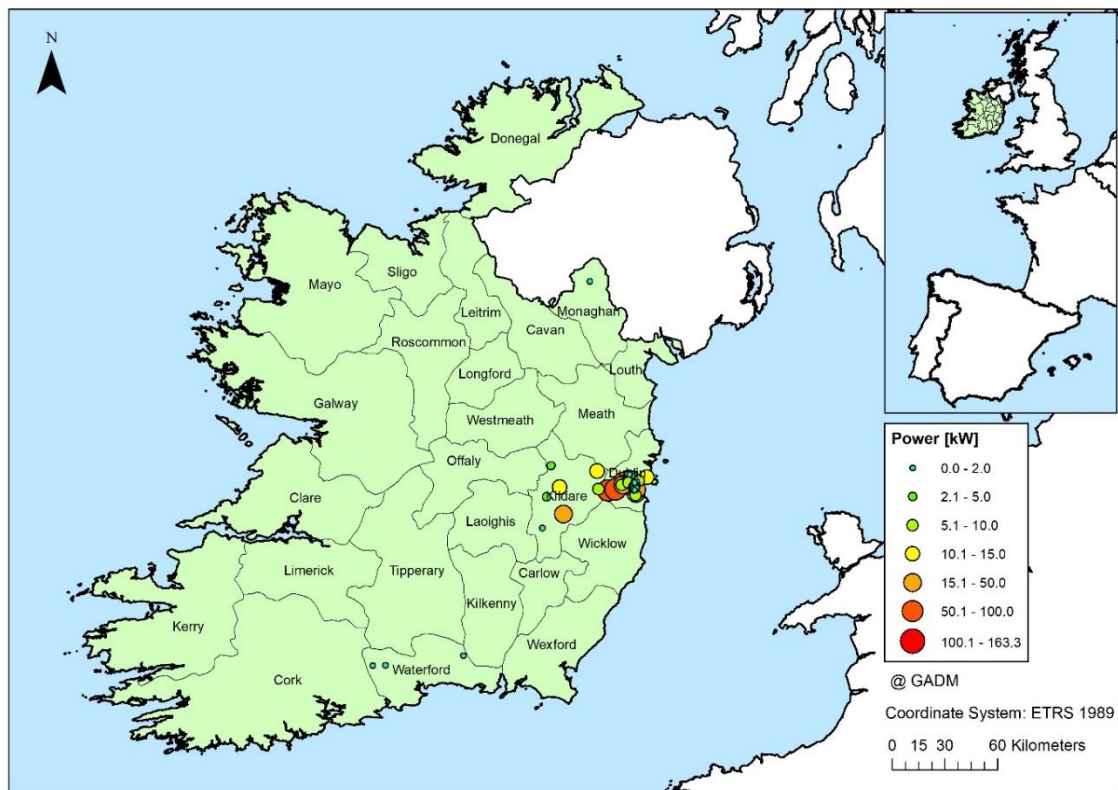 N
Donegal
Mayo
Sligo
Leitrim
Monaghan
Cavan
Roscommon
Louth
Longford
Galway
Meath
Westmeath
Offaly
Dublin
Clare
Kildare
Laoighis
Wicklow
Limerick
Tipperary
Carlow
Kilkenny
Kerry
Wexford
Waterford
Cork
Power [kW]
0.0 - 2.0
2.1 - 5.0
5.1 - 10.0
10.1 - 15.0
15.1 - 50.0
50.1 - 100.0
100.1 - 163.3
@ GADM
Coordinate System: ETRS 1989
0 15 30 60 Kilometers